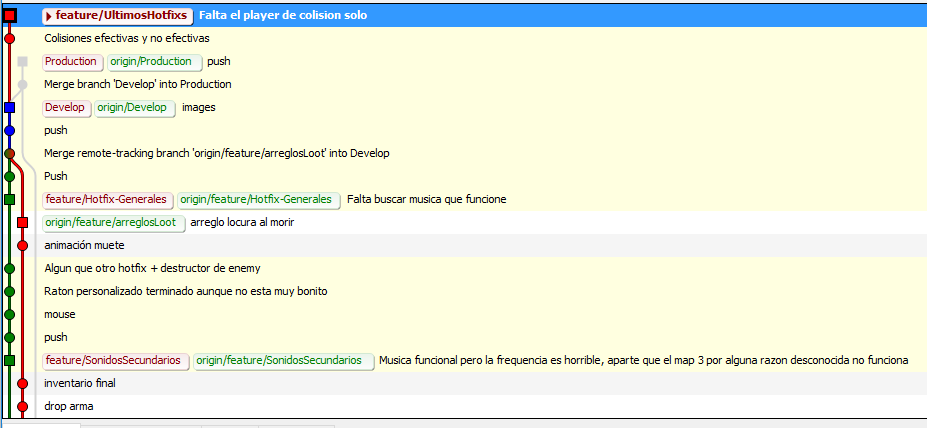 feature/UltimosHotfixs Falta el player de colision solo
Colisiones efectivas y no efectivas
Production origin/Production push
Merge branch 'Develop' into Production
Develop origin/Develop images
push
Merge remote-tracking branch 'origin/feature/arreglosLoot' into Develop
Push
feature/Hotfix-Generales origin/feature/Hotfix-Generales Falta buscar musica que funcione
origin/feature/arreglosLoot arreglo locura al morir
animación muete
Algun que otro hotfix + destructor de enemy
Raton personalizado terminado aunque no esta muy bonito
mouse
push
feature/SonidosSecundarios origin/feature/SonidosSecundarios Musica funcional pero la frequencia es horrible, aparte que el map 3 por alguna razon desconocida no funciona
inventario final
drop arma